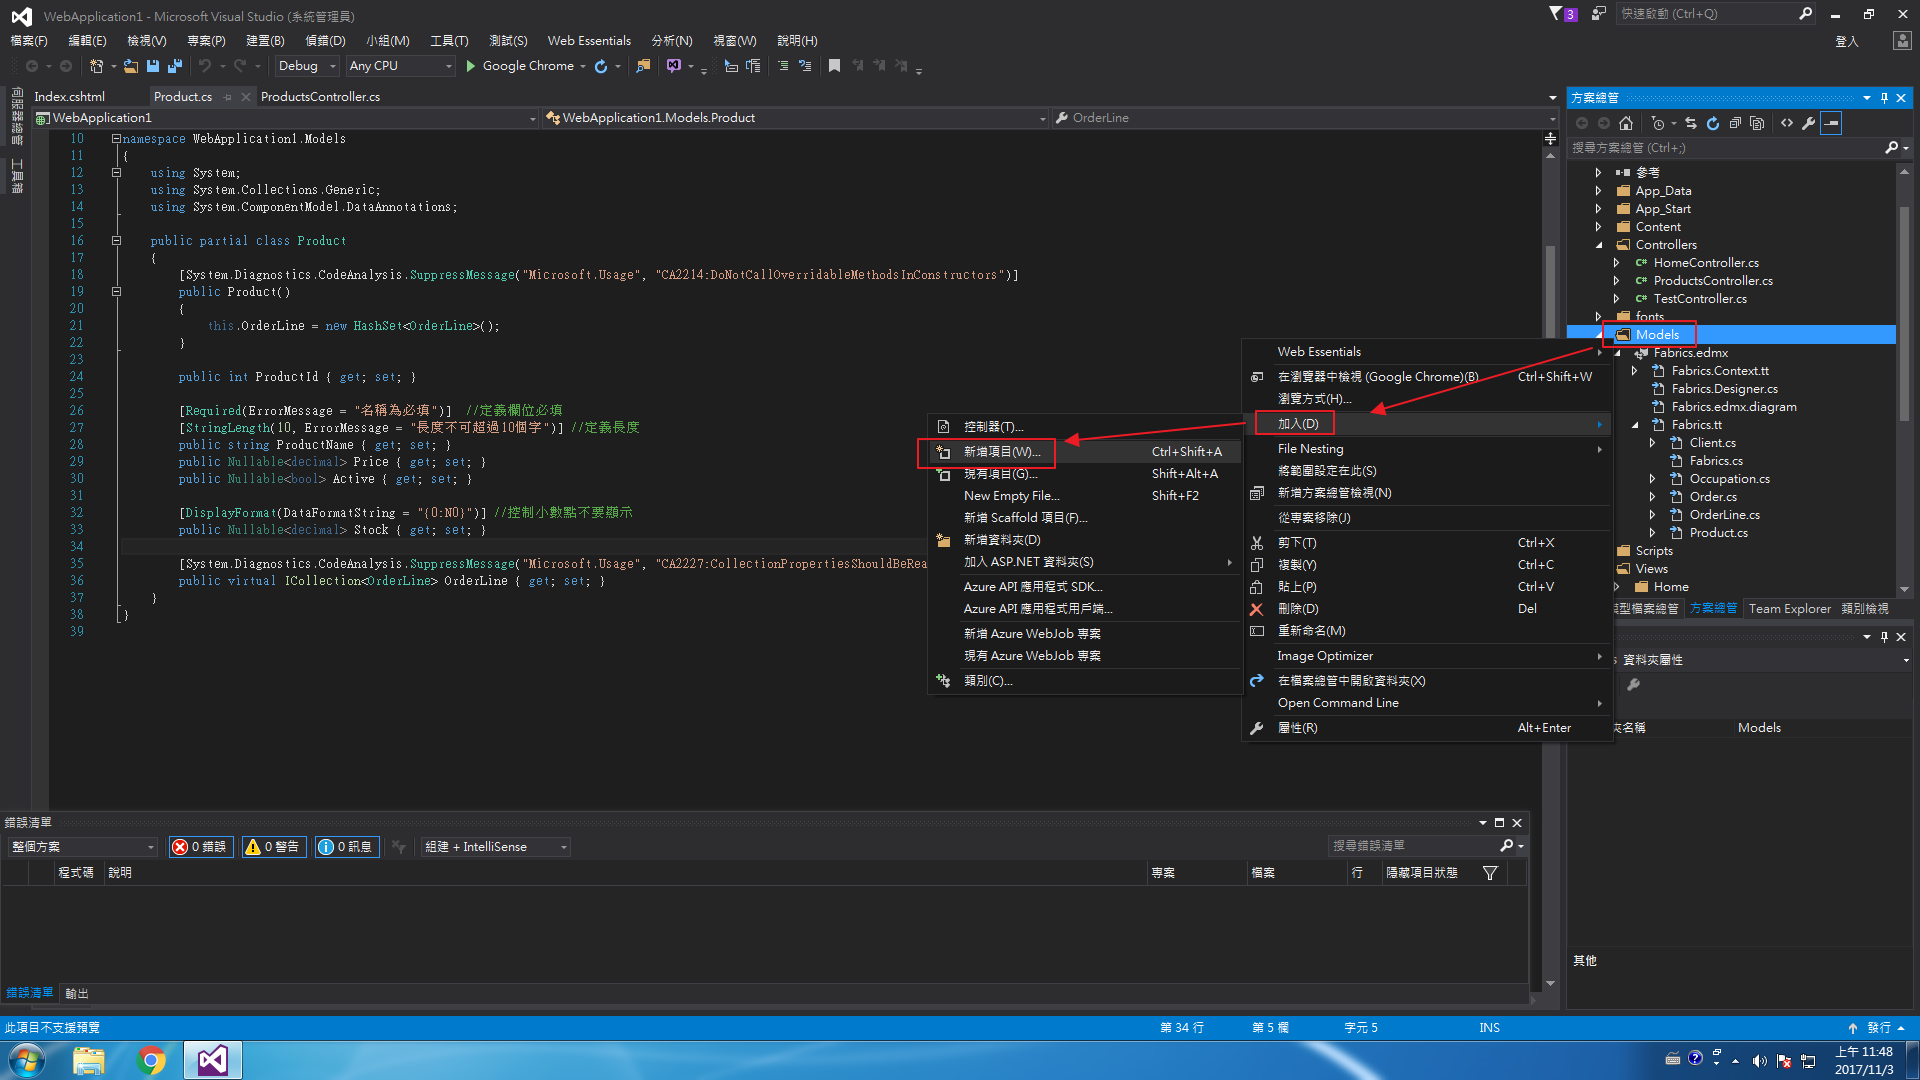 WebApplication1 - Microsoft Visual Studio (系統管理員)
3
快速啟動 (Ctrl+Q)
檔案(F) 編輯(E) 檢視(V) 專案(P) 建置(B) 偵錯(D) 小組(M) 工具(T) 測試(S) Web Essentials 分析(N) 視窗(W) 說明(H)
登入
Debug Any CPU Google Chrome
伺服器總管
工具箱
Index.cshtml Product.cs ProductsController.cs
WebApplication1 WebApplication1.Models.Product OrderLine
10 namespace WebApplication1.Models
11 {
12 using System;
13 using System.Collections.Generic;
14 using System.ComponentModel.DataAnnotations;
15
16 public partial class Product
17 {
18 [System.Diagnostics.CodeAnalysis.SuppressMessage("Microsoft.Usage", "CA2214:DoNotCallOverridableMethodsInConstructors")]
19 public Product()
20 {
21 this.OrderLine = new HashSet<OrderLine>();
22 }
23
24 public int ProductId { get; set; }
25
26 [Required(ErrorMessage = "名稱為必填")] //定義欄位必填
27 [StringLength(10, ErrorMessage = "長度不可超過10個字")] //定義長度
28 public string ProductName { get; set; }
29 public Nullable<decimal> Price { get; set; }
30 public Nullable<bool> Active { get; set; }
31
32 [DisplayFormat(DataFormatString = "{0:N0}")] //控制小數點不要顯示
33 public Nullable<decimal> Stock { get; set; }
34
35 [System.Diagnostics.CodeAnalysis.SuppressMessage("Microsoft.Usage", "CA2227:CollectionPropertiesShouldBeRea
36 public virtual ICollection<OrderLine> OrderLine { get; set; }
37 }
38 }
39
控制器(T)...
新增項目(W)... Ctrl+Shift+A
現有項目(G)... Shift+Alt+A
New Empty File... Shift+F2
新增 Scaffold 項目(F)...
新增資料夾(D)
加入 ASP.NET 資料夾(S)
Azure API 應用程式 SDK...
Azure API 應用程式用戶端...
新增 Azure WebJob 專案
現有 Azure WebJob 專案
類別(C)...
Web Essentials
在瀏覽器中檢視 (Google Chrome)(B) Ctrl+Shift+W
瀏覽方式(H)...
加入(D)
File Nesting
將範圍設定在此(S)
新增方案總管檢視(N)
從專案移除(J)
剪下(T) Ctrl+X
複製(Y) Ctrl+C
貼上(P) Ctrl+V
刪除(D) Del
重新命名(M)
Image Optimizer
在檔案總管中開啟資料夾(X)
Open Command Line
屬性(R) Alt+Enter
方案總管
搜尋方案總管 (Ctrl+;)
參考
App_Data
App_Start
Content
Controllers
HomeController.cs
ProductsController.cs
TestController.cs
fonts
Models
Fabrics.edmx
Fabrics.Context.tt
Fabrics.Designer.cs
Fabrics.edmx.diagram
Fabrics.tt
Client.cs
Fabrics.cs
Occupation.cs
Order.cs
OrderLine.cs
Product.cs
Scripts
Views
Home
型檔案總管 方案總管 Team Explorer 類別檢視
s 資料夾屬性
夾名稱 Models
其他
錯誤清單
整個方案 0 錯誤 0 警告 0 訊息 組建 + IntelliSense 搜尋錯誤清單
程式碼 說明 專案 檔案 行 隱藏項目狀態
錯誤清單 輸出
此項目不支援預覽 第 34 行 第 5 欄 字元 5 INS 發行
上午 11:48
2017/11/3